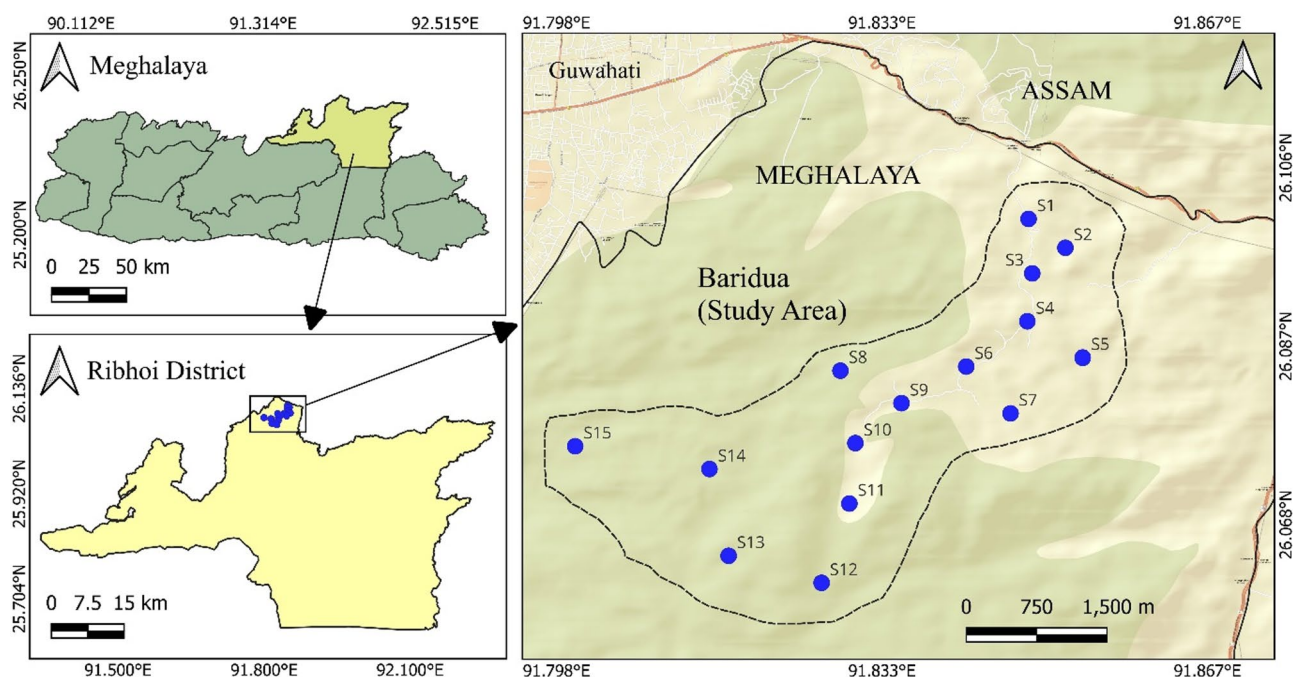 90.112°E 91.314°E 92.515°E
26.250°N
25.200°N
Meghalaya
0 25 50 km
Ribhoi District
26.136°N
25.920°N
25.704°N
0 7.5 15 km
91.500°E 91.800°E 92.100°E
91.798°E 91.833°E 91.867°E
Guwahati
ASSAM
MEGHALAYA
26.106°N
26.087°N
26.068°N
Baridua
(Study Area)
S1
S2
S3
S4
S5
S6
S7
S8
S9
S10
S11
S12
S13
S14
S15
0 750 1,500 m
91.798°E 91.833°E 91.867°E